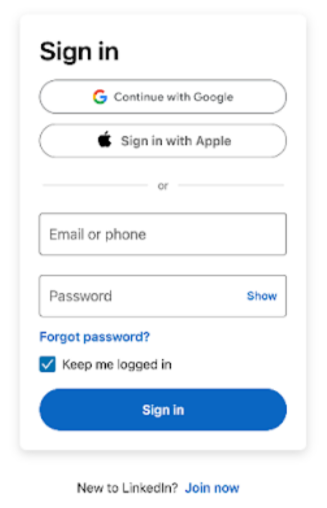 Sign in
Continue with Google
Sign in with Apple
or
Email or phone
Password Show
Forgot password?
Keep me logged in
Sign in
New to LinkedIn? Join now